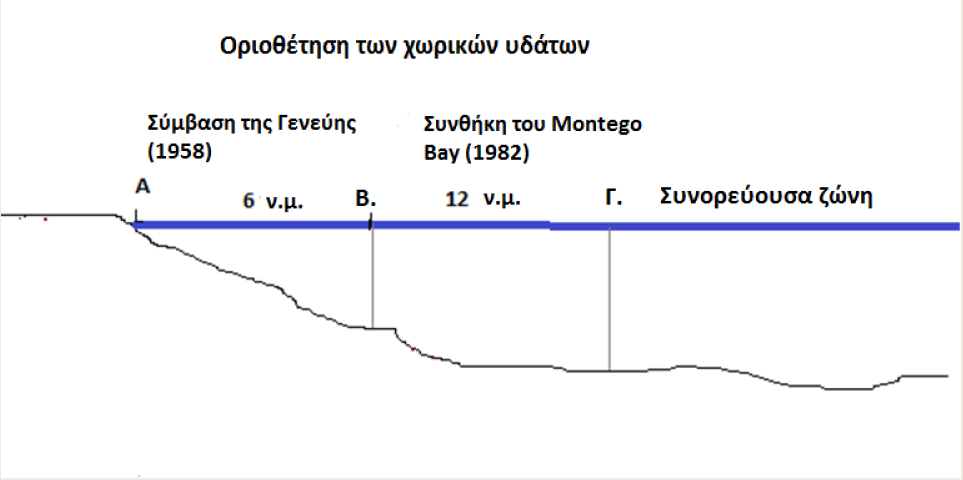 Οριοθέτηση των χωρικών υδάτων
Σύμβαση της Γενεύης
(1958)
Συνθήκη του Montego
Bay (1982)
Α
6 ν.μ.
Β.
12 ν.μ.
Γ.
Συνορεύουσα ζώνη